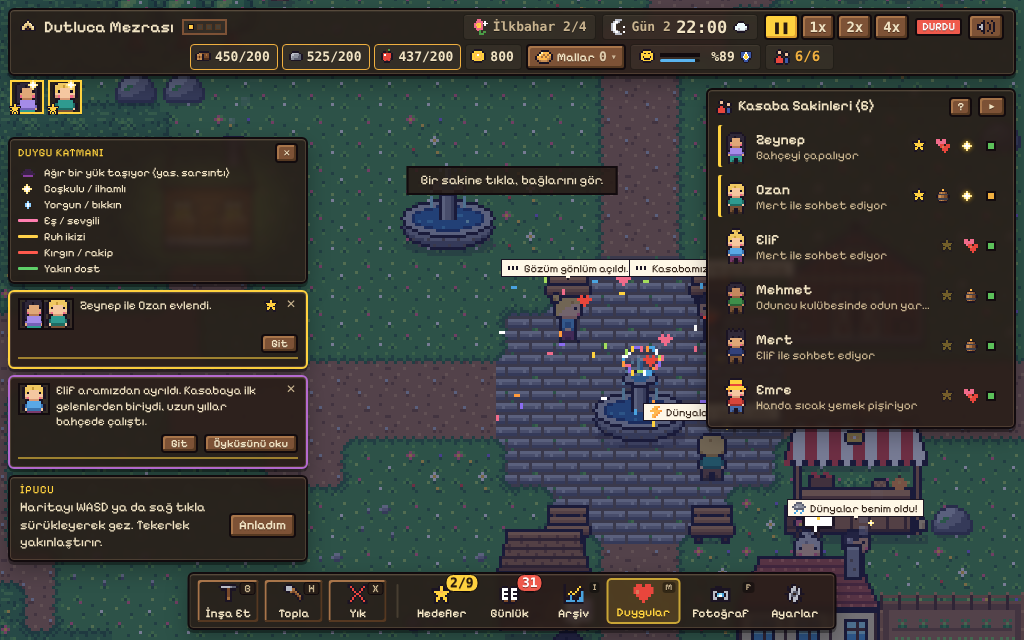 Dutluca Mezrası
İlkbahar 2/4
Gün 2 22:00
1x
2x
4x
DURDU
450/200
525/200
437/200
800
Mallar 0
%89
6/6
DUYGU KATMANI
Ağır bir yük taşıyor (yas, sarsıntı)
Coşkulu / ilhamlı
Yorgun / bıkkın
Eş / sevgili
Ruh ikizi
Kırgın / rakip
Yakın dost
Zeynep ile Ozan evlendi.
Git
Elif aramızdan ayrıldı. Kasabaya ilk
gelenlerden biriydi, uzun yıllar
bahçede çalıştı.
Git
Öyküsünü oku
İPUCU
Haritayı WASD ya da sağ tıkla
sürükleyerek gez. Tekerlek
yakınlaştırır.
Anladım
Bir sakine tıkla, bağlarını gör.
Gözüm gönlüm açıldı.
Kasabamız
Dünyalar benim oldu!
Kasaba Sakinleri (6)
?
Zeynep
Bahçeyi çapalıyor
Ozan
Mert ile sohbet ediyor
Elif
Mert ile sohbet ediyor
Mehmet
Oduncu kulübesinde odun yar...
Mert
Elif ile sohbet ediyor
Emre
Handa sıcak yemek pişiriyor
İnşa Et
Topla
H
Yık
X
Hedefler
2/9
Günlük
31
Arşiv
I
Duygular
M
Fotoğraf
F
Ayarlar